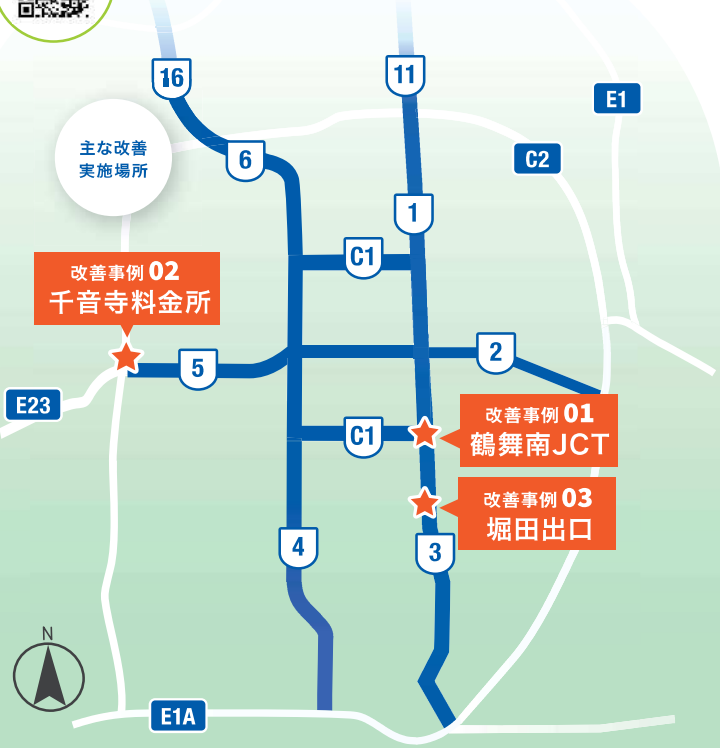 16
11
E1
主な改善
実施場所
6
C2
1
C1
改善事例 02
千音寺料金所
5
2
E23
改善事例 01
鶴舞南JCT
C1
改善事例 03
堀田出口
4
3
N
E1A